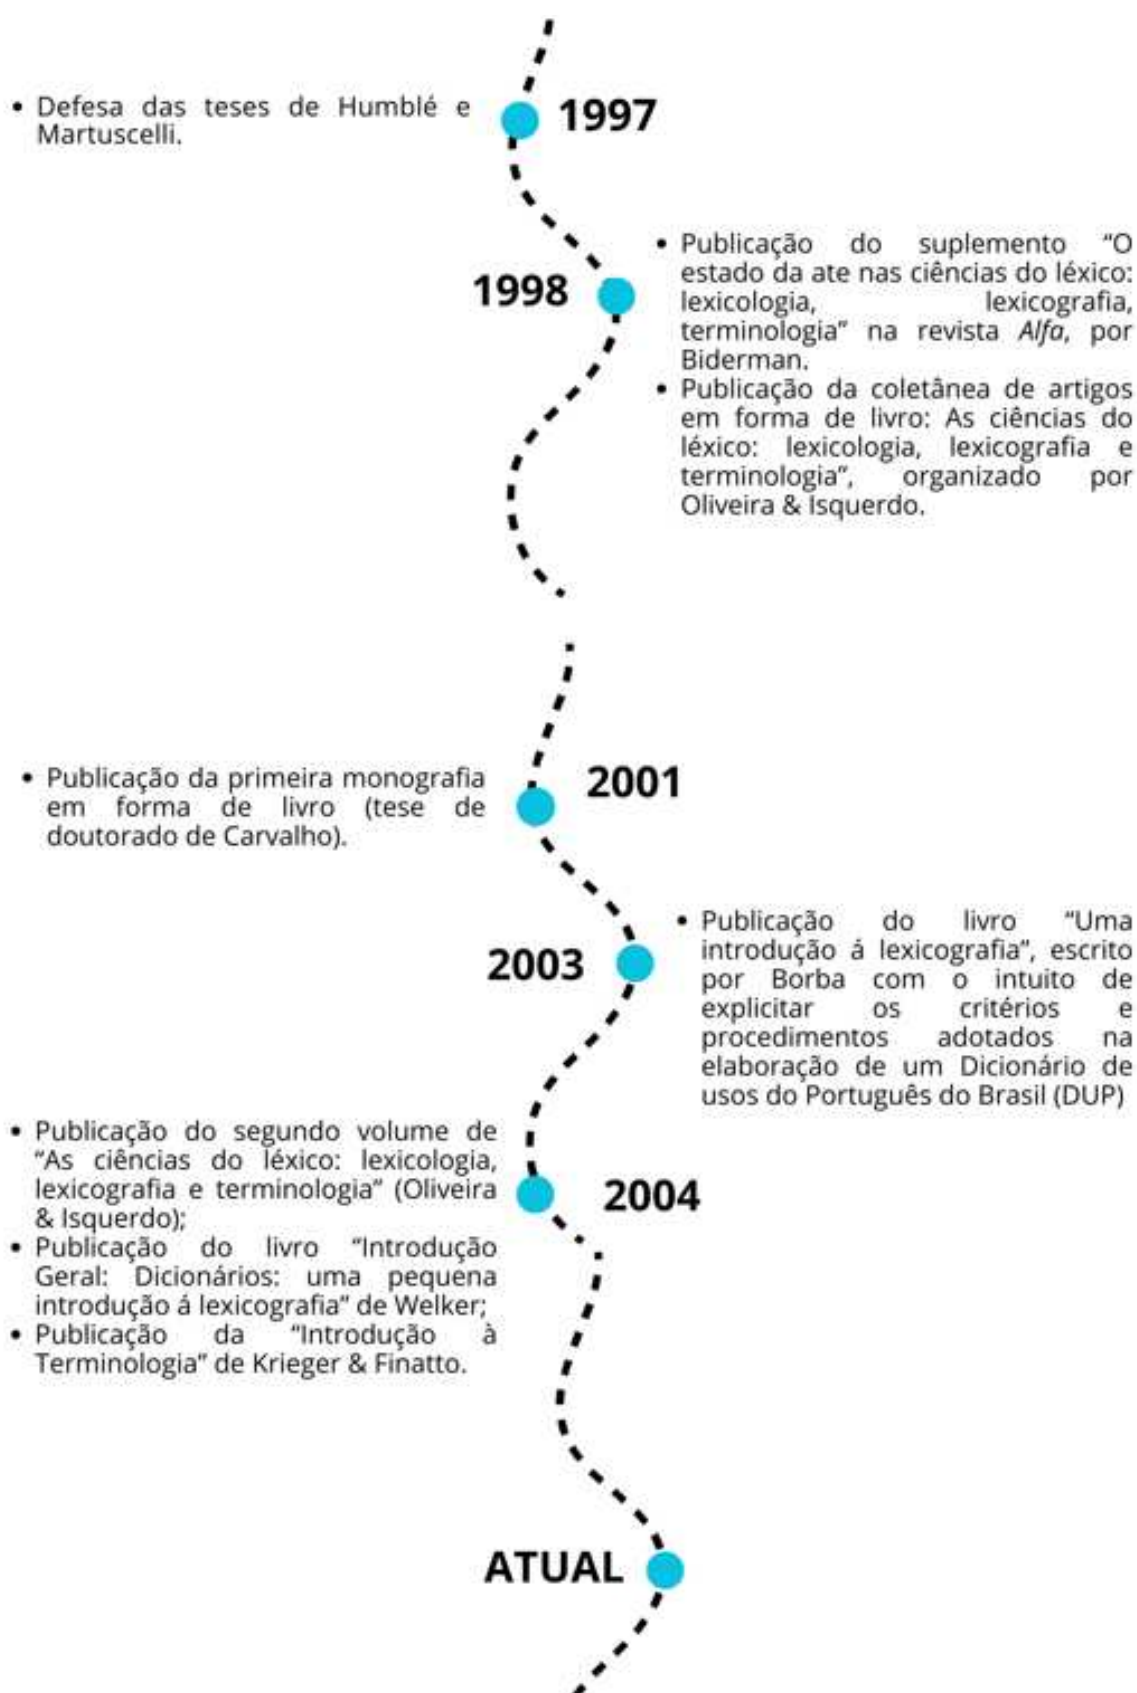 • Defesa das teses de Humblé e
Martuscelli.
1997
1998
• Publicação do suplemento “O
estado da ate nas ciências do léxico:
lexicologia, lexicografia,
terminologia” na revista Alfa, por
Biderman.
• Publicação da coletânea de artigos
em forma de livro: As ciências do
léxico: lexicologia, lexicografia e
terminologia”, organizado por
Oliveira & Isquerdo.
• Publicação da primeira monografia
em forma de livro (tese de
doutorado de Carvalho).
2001
2003
• Publicação do livro “Uma
introdução á lexicografia”, escrito
por Borba com o intuito de
explicitar os critérios e
procedimentos adotados na
elaboração de um Dicionário de
usos do Português do Brasil (DUP)
• Publicação do segundo volume de
“As ciências do léxico: lexicologia,
lexicografia e terminologia” (Oliveira
& Isquerdo);
• Publicação do livro “Introdução
Geral: Dicionários: uma pequena
introdução á lexicografia” de Welker;
• Publicação da “Introdução à
Terminologia” de Krieger & Finatto.
2004
ATUAL